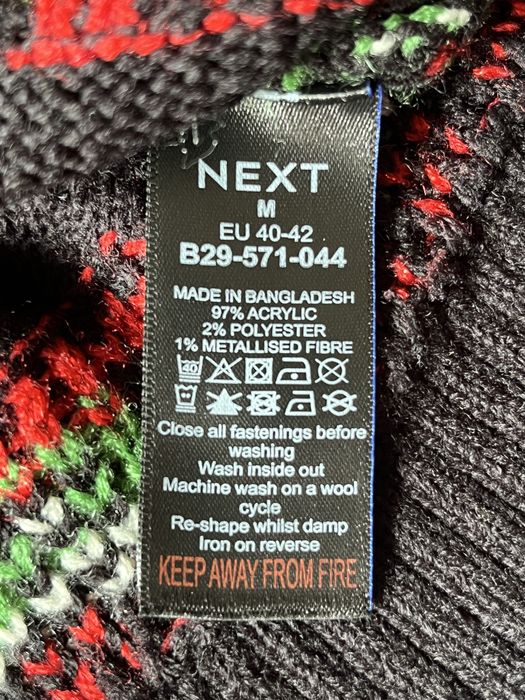 NEXT
M
EU 40-42
B29-571-044
MADE IN BANGLADESH
97% ACRYLIC
2% POLYESTER
1% METALLISED FIBRE
40
Close all fastenings before
washing
Wash inside out
Machine wash on a wool
cycle
Re-shape whilst damp
Iron on reverse
KEEP AWAY FROM FIRE